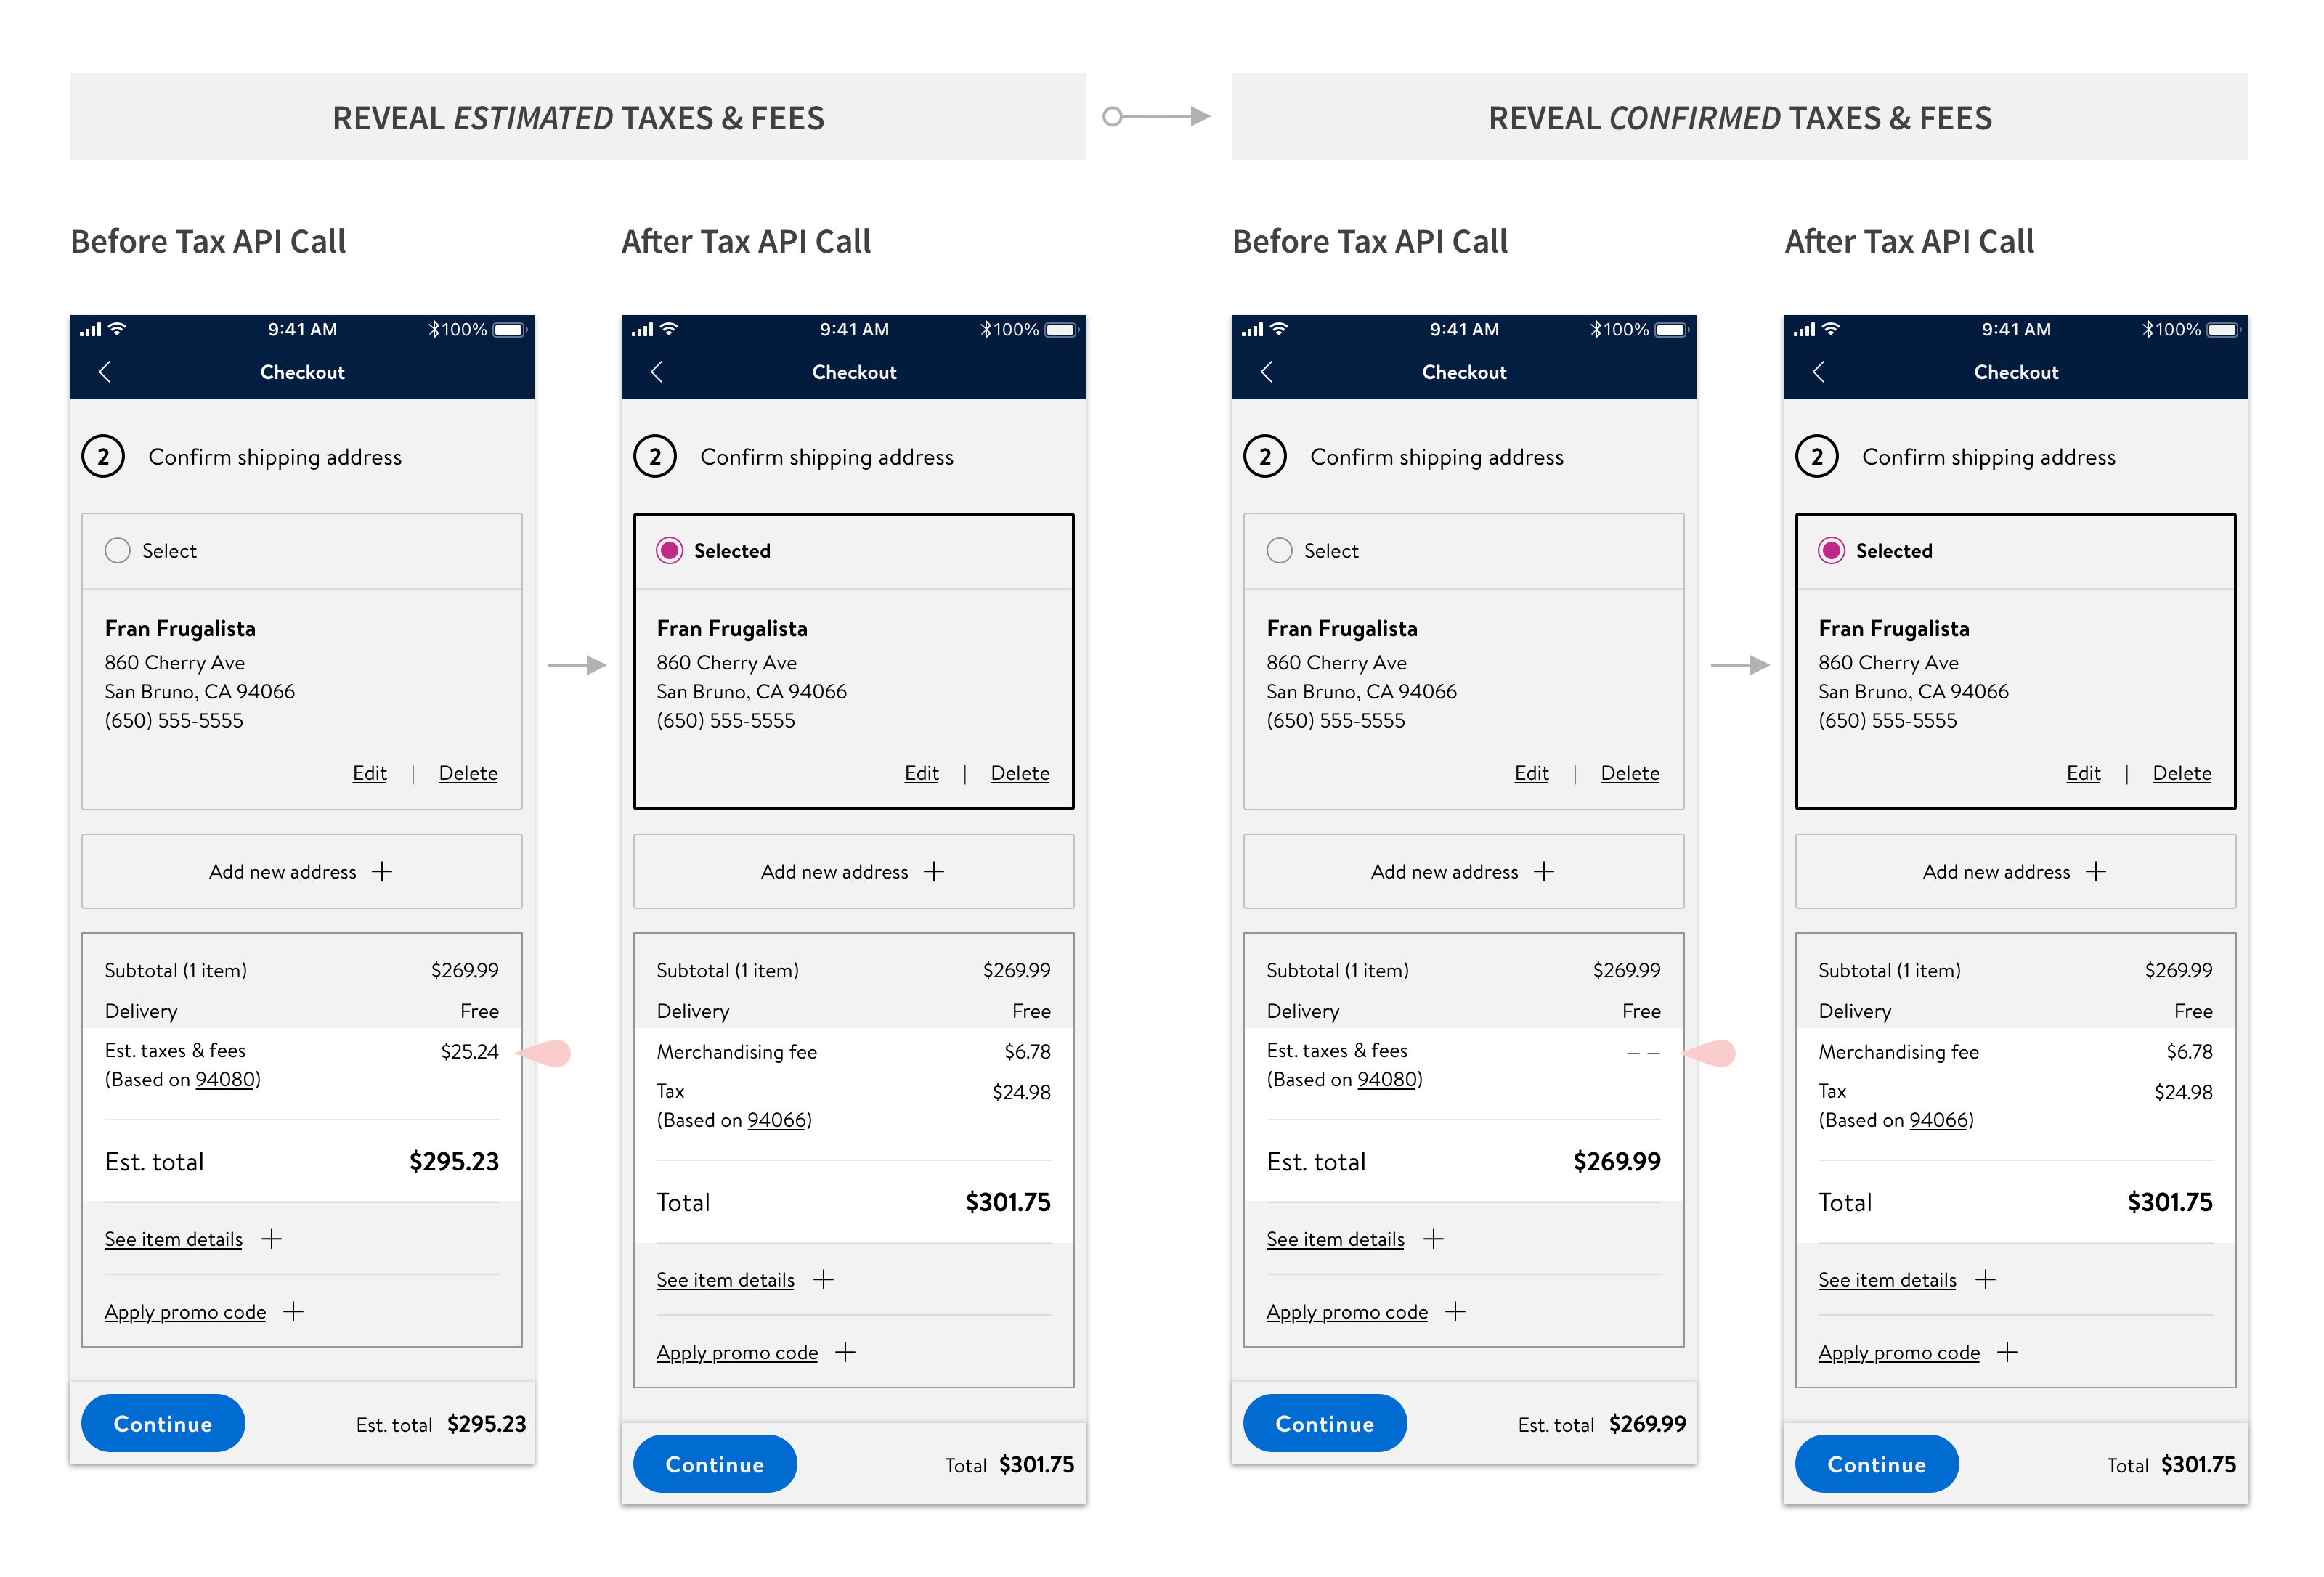 REVEAL ESTIMATED TAXES & FEES
REVEAL CONFIRMED TAXES & FEES
Before Tax API Call
9:41 AM
100%
Checkout
2
Confirm shipping address
Select
Fran Frugalista
860 Cherry Ave
San Bruno, CA 94066
(650) 555-5555
Edit | Delete
Add new address +
Subtotal (1 item) $269.99
Delivery Free
Est. taxes & fees $25.24
(Based on 94080)
Est. total $295.23
See item details +
Apply promo code +
Continue Est. total $295.23
After Tax API Call
9:41 AM
100%
Checkout
2
Confirm shipping address
Selected
Fran Frugalista
860 Cherry Ave
San Bruno, CA 94066
(650) 555-5555
Edit | Delete
Add new address +
Subtotal (1 item) $269.99
Delivery Free
Merchandising fee $6.78
Tax $24.98
(Based on 94066)
Total $301.75
See item details +
Apply promo code +
Continue Total $301.75
Before Tax API Call
9:41 AM
100%
Checkout
2
Confirm shipping address
Select
Fran Frugalista
860 Cherry Ave
San Bruno, CA 94066
(650) 555-5555
Edit | Delete
Add new address +
Subtotal (1 item) $269.99
Delivery Free
Est. taxes & fees – –
(Based on 94080)
Est. total $269.99
See item details +
Apply promo code +
Continue Est. total $269.99
After Tax API Call
9:41 AM
100%
Checkout
2
Confirm shipping address
Selected
Fran Frugalista
860 Cherry Ave
San Bruno, CA 94066
(650) 555-5555
Edit | Delete
Add new address +
Subtotal (1 item) $269.99
Delivery Free
Merchandising fee $6.78
Tax $24.98
(Based on 94066)
Total $301.75
See item details +
Apply promo code +
Continue Total $301.75